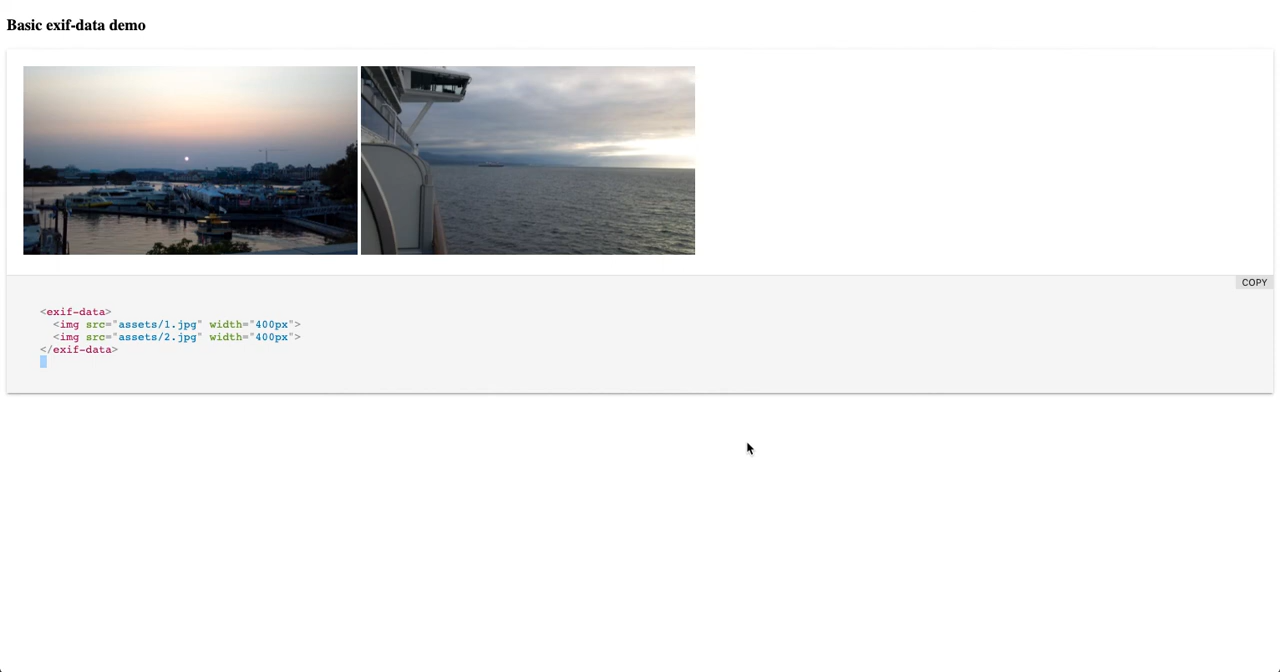 Basic exif-data demo
COPY
<exif-data>
  <img src="assets/1.jpg" width="400px">
  <img src="assets/2.jpg" width="400px">
</exif-data>